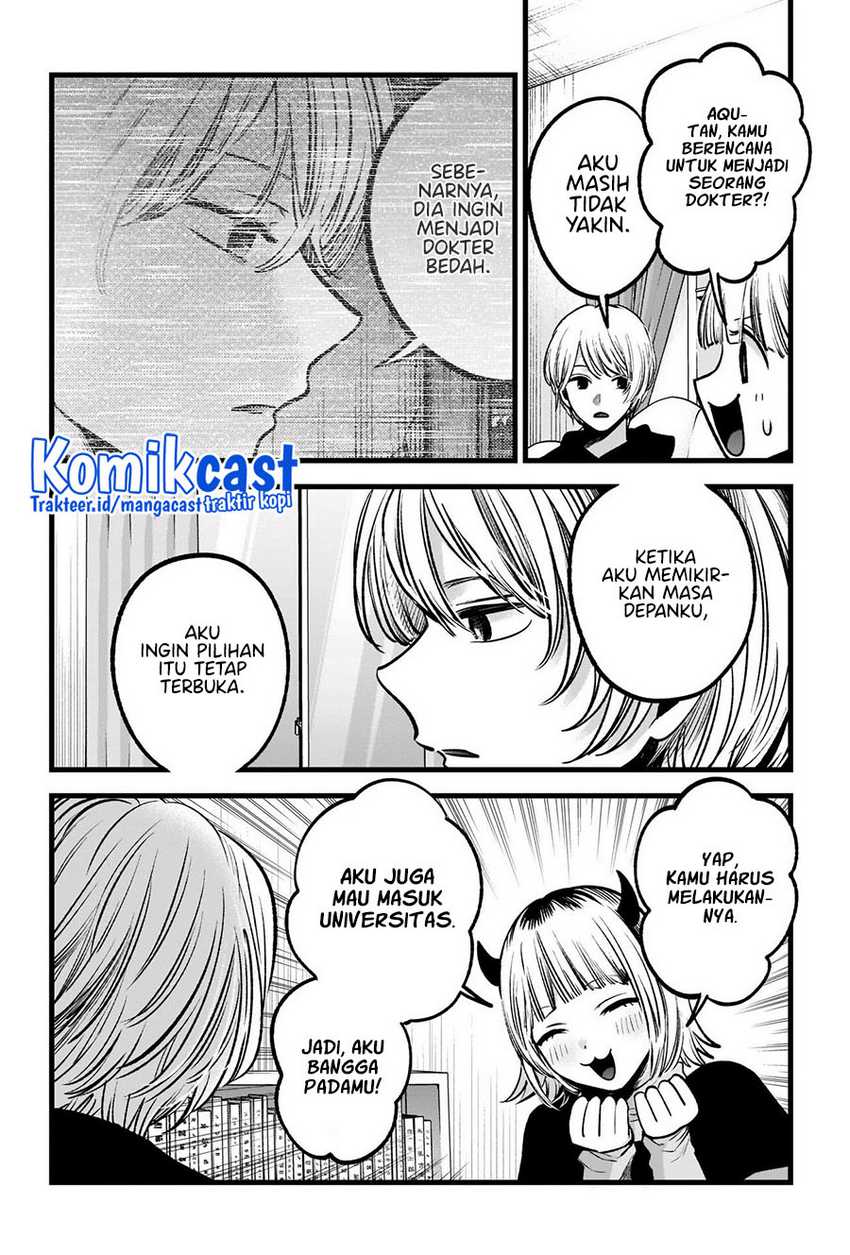 AQU-
TAN, KAMU
BERENCANA
UNTUK MENJADI
SEORANG
DOKTER?!
AKU
MASIH
TIDAK
YAKIN.
SEBE-
NARNYA,
DIA INGIN
MENJADI
DOKTER
BEDAH.
Komikcast
Trakteer.id/mangacast traktir kopi
KETIKA
AKU MEMIKIR-
KAN MASA
DEPANKU,
AKU
INGIN PILIHAN
ITU TETAP
TERBUKA.
YAP,
KAMU HARUS
MELAKUKAN-
NYA.
AKU JUGA
MAU MASUK
UNIVERSITAS.
JADI, AKU
BANGGA
PADAMU!